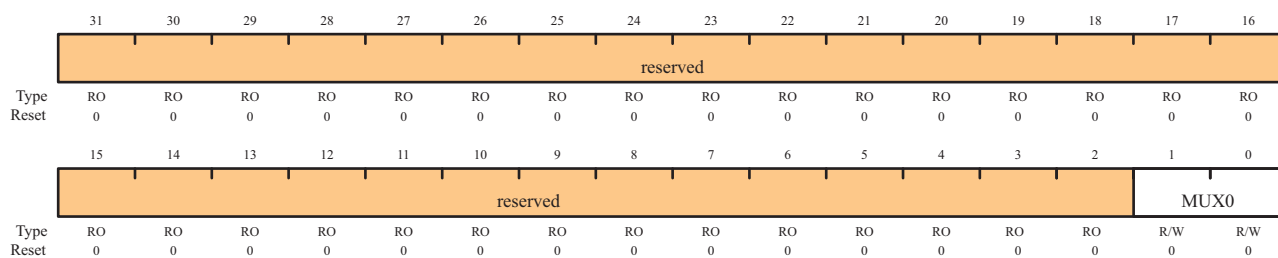 31 30 29 28 27 26 25 24 23 22 21 20 19 18 17 16
reserved
Type RO RO RO RO RO RO RO RO RO RO RO RO RO RO RO RO
Reset 0 0 0 0 0 0 0 0 0 0 0 0 0 0 0 0
15 14 13 12 11 10 9 8 7 6 5 4 3 2 1 0
reserved MUX0
Type RO RO RO RO RO RO RO RO RO RO RO RO RO RO R/W R/W
Reset 0 0 0 0 0 0 0 0 0 0 0 0 0 0 0 0